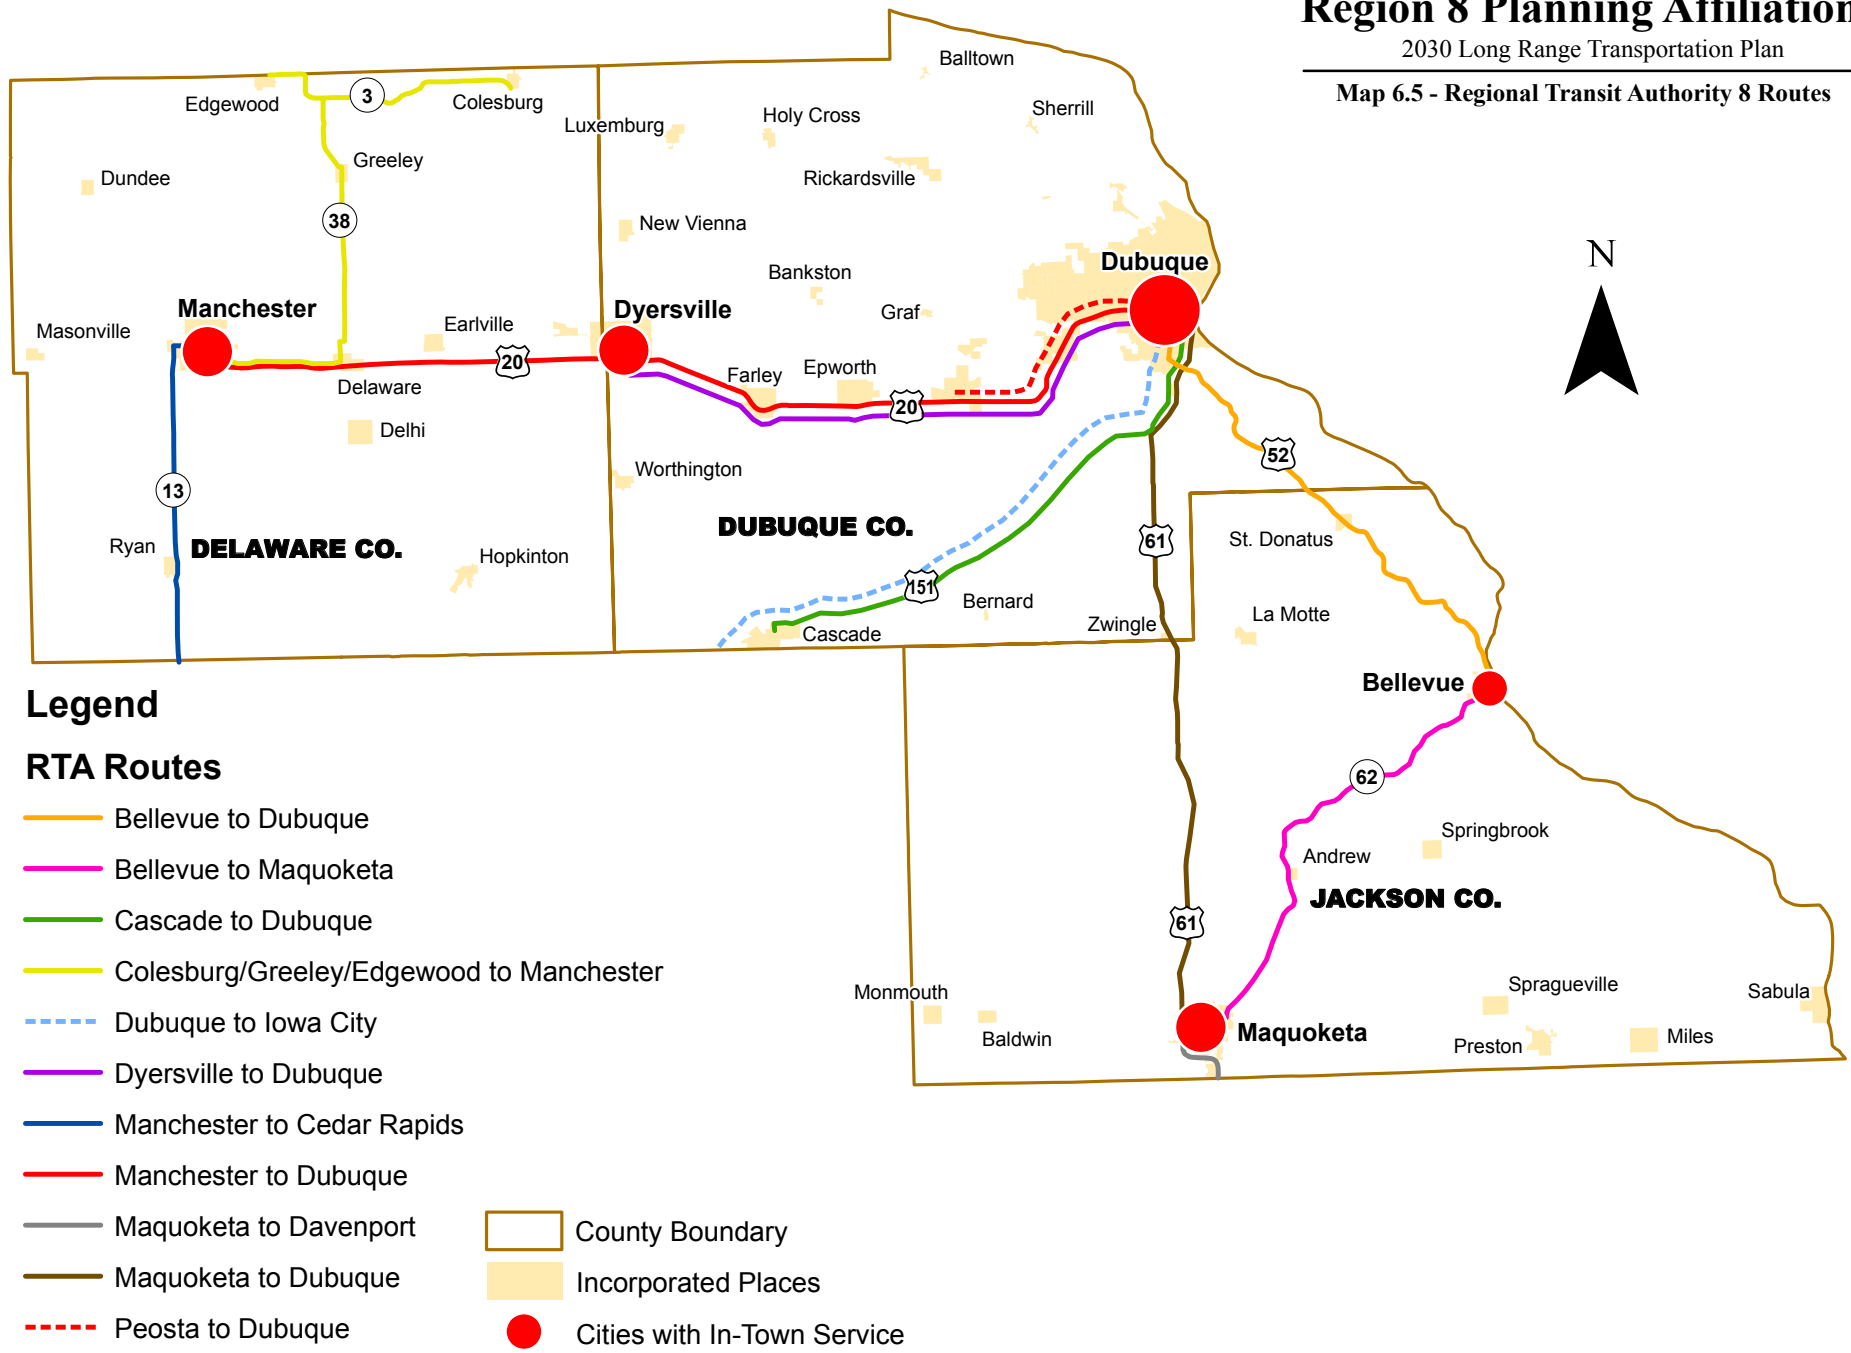 Region 8 Planning Affiliation
2030 Long Range Transportation Plan
Map 6.5 - Regional Transit Authority 8 Routes
Balltown
Edgewood
3
Colesburg
Sherrill
Luxemburg
Holy Cross
Greeley
Dundee
Rickardsville
38
New Vienna
N
Dubuque
Bankston
Manchester
Dyersville
Graf
Masonville
Earlville
20
Delaware
Farley
Epworth
20
Delhi
52
Worthington
13
DUBUQUE CO.
61
St. Donatus
Ryan
DELAWARE CO.
Hopkinton
151
Bernard
La Motte
Zwingle
Cascade
Bellevue
62
Springbrook
Andrew
JACKSON CO.
61
Monmouth
Spragueville
Sabula
Baldwin
Maquoketa
Preston
Miles
Legend
RTA Routes
Bellevue to Dubuque
Bellevue to Maquoketa
Cascade to Dubuque
Colesburg/Greeley/Edgewood to Manchester
Dubuque to Iowa City
Dyersville to Dubuque
Manchester to Cedar Rapids
Manchester to Dubuque
Maquoketa to Davenport
Maquoketa to Dubuque
Peosta to Dubuque
County Boundary
Incorporated Places
Cities with In-Town Service